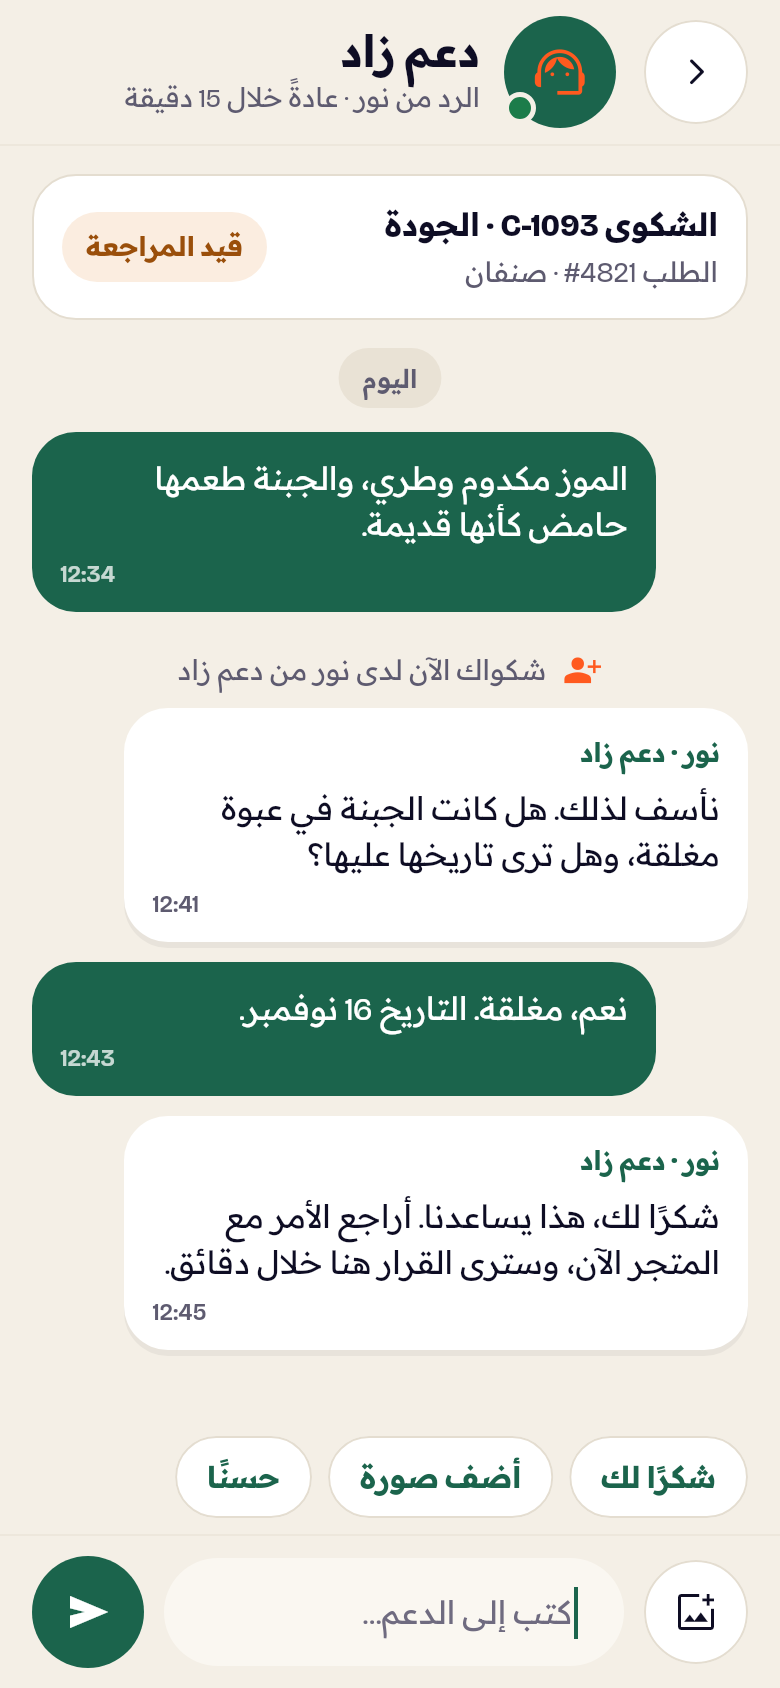 دعم زاد
الرد من نور · عادةً خلال 15 دقيقة
الشكوى C-1093 · الجودة
الطلب #4821 · صنفان
قيد المراجعة
اليوم
الموز مكدوم وطري، والجبنة طعمها
حامض كأنها قديمة.
12:34
شكواك الآن لدى نور من دعم زاد
نور · دعم زاد
نأسف لذلك. هل كانت الجبنة في عبوة
مغلقة، وهل ترى تاريخها عليها؟
12:41
نعم، مغلقة. التاريخ 16 نوفمبر.
12:43
نور · دعم زاد
شكرًا لك، هذا يساعدنا. أراجع الأمر مع
المتجر الآن، وسترى القرار هنا خلال دقائق.
12:45
شكرًا لك
أضف صورة
حسنًا
كتب إلى الدعم...